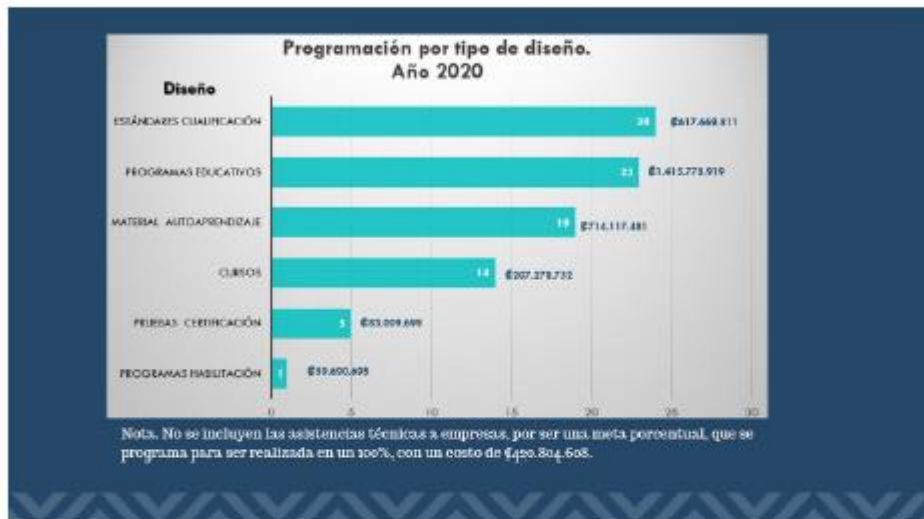 Programación por tipo de diseño.
Año 2020
Diseño
ESTÁNDARES CUALIFICACIÓN 24
PROGRAMAS EDUCATIVOS 23
MATERIAL AUTOAPRENDIZAJE 19 ₡714.117.481
CURSOS 14
PRUEBAS CERTIFICACIÓN 5
PROGRAMAS HABILITACIÓN 1
0 5 10 15 20 25 30
Nota. No se incluyen las asistencias técnicas a empresas, por ser una meta porcentual, que se
programa para ser realizada en un 100%, con un costo de ₡420.804.608.